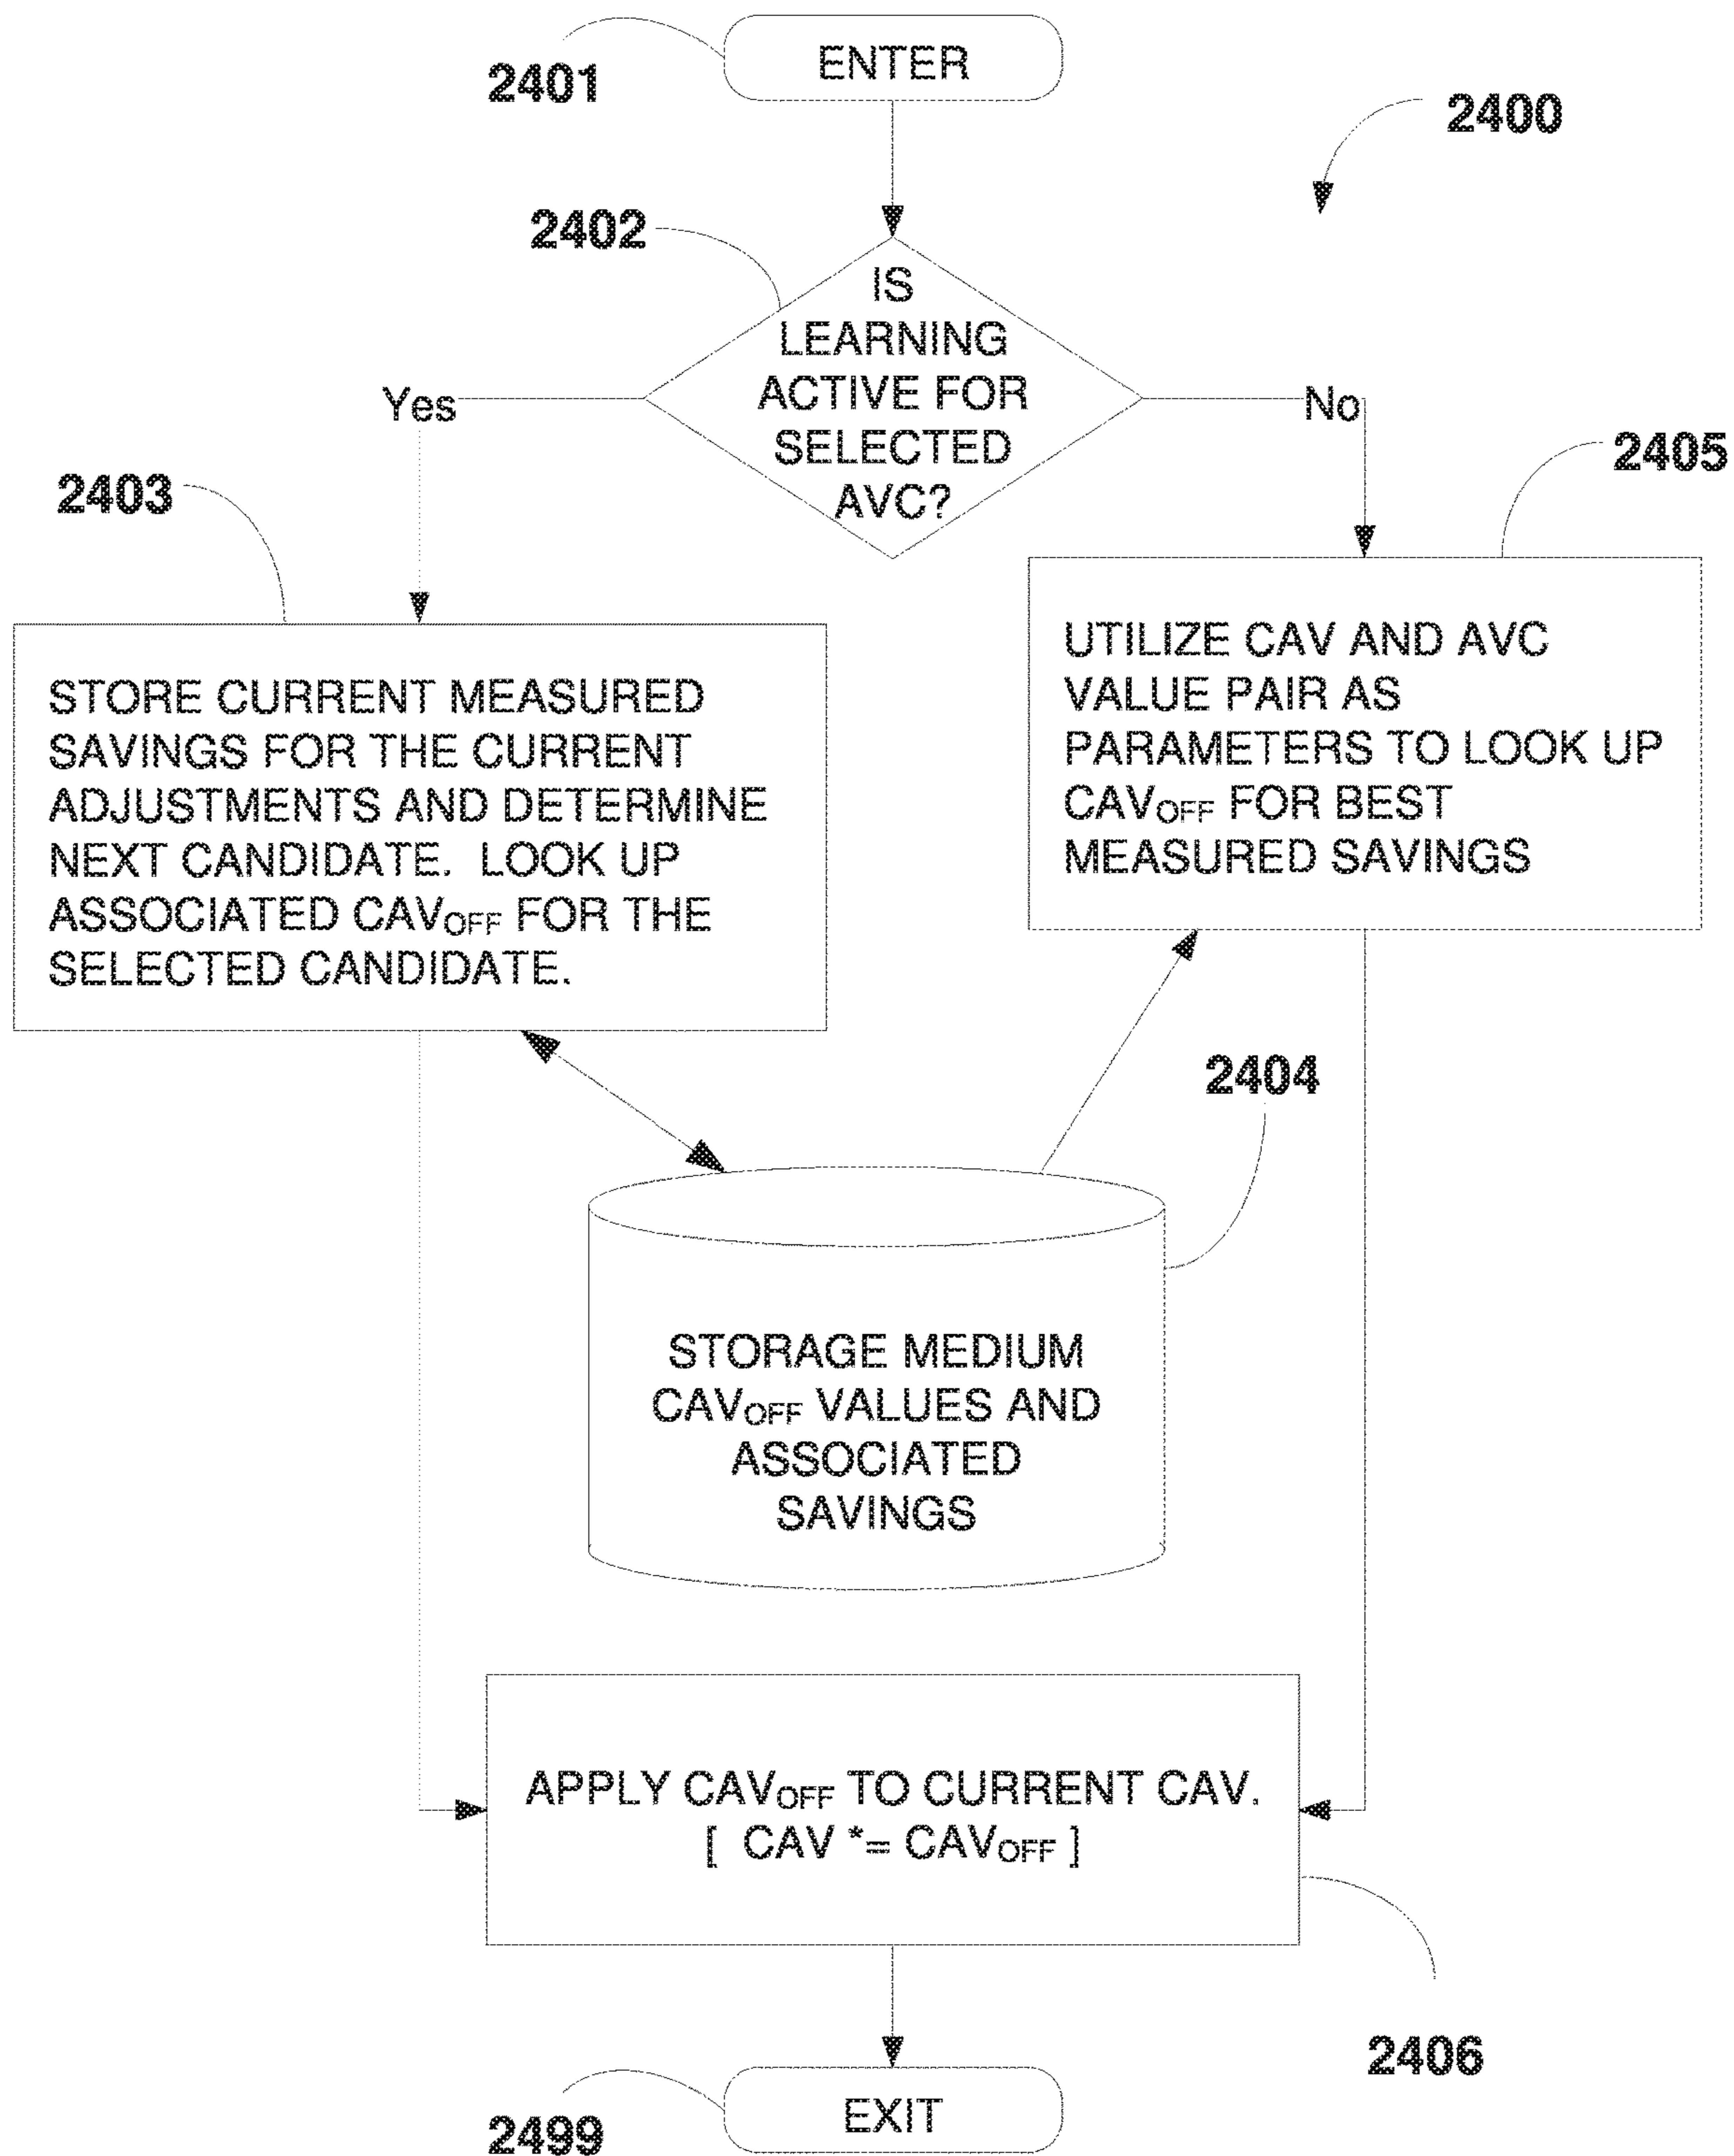 ENTER
2401
2400
2402
IS
LEARNING
ACTIVE FOR
SELECTED
AVC?
Yes
No
2403
2405
STORE CURRENT MEASURED
SAVINGS FOR THE CURRENT
ADJUSTMENTS AND DETERMINE
NEXT CANDIDATE. LOOK UP
ASSOCIATED CAVOFF FOR THE
SELECTED CANDIDATE.
UTILIZE CAV AND AVC
VALUE PAIR AS
PARAMETERS TO LOOK UP
CAVOFF FOR BEST
MEASURED SAVINGS
2404
STORAGE MEDIUM
CAVOFF VALUES AND
ASSOCIATED
SAVINGS
APPLY CAVOFF TO CURRENT CAV.
[ CAV *= CAVOFF ]
2406
EXIT
2499